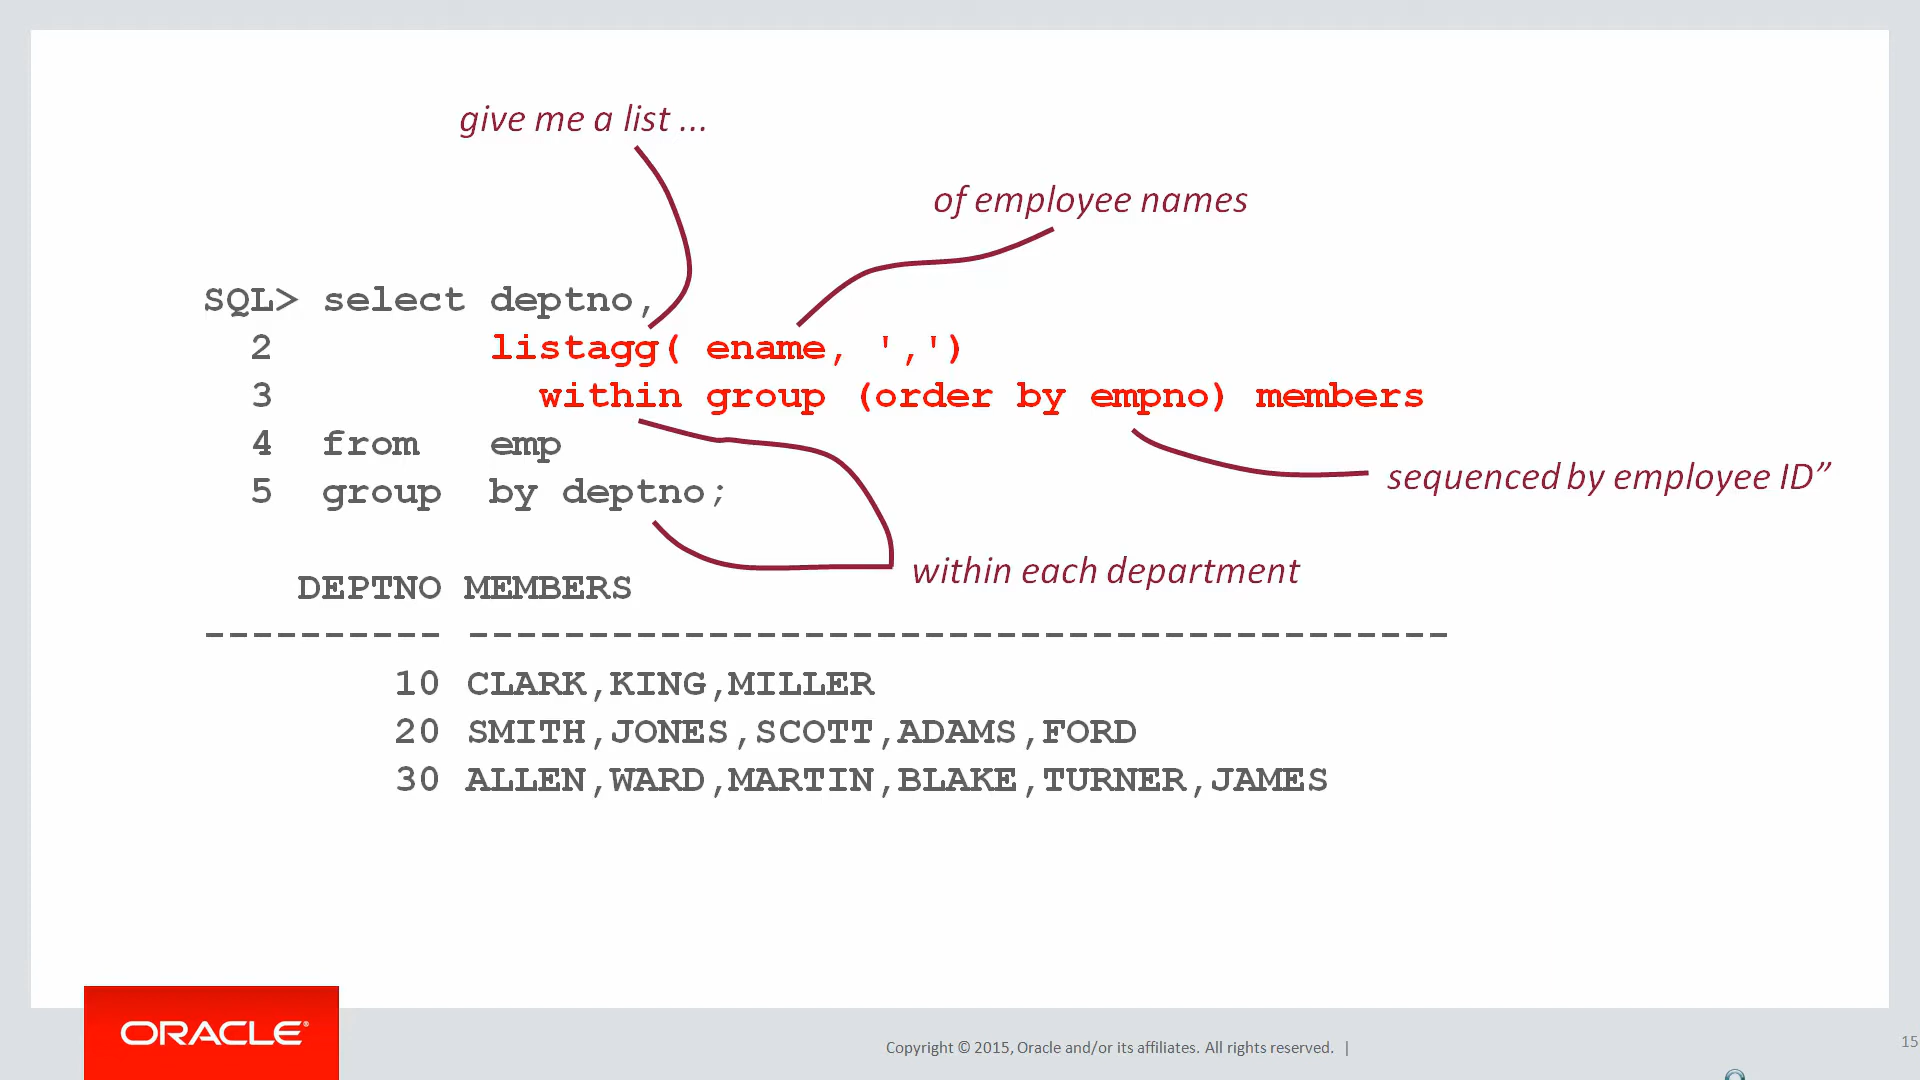 give me a list ...
of employee names
SQL> select deptno,
2 listagg( ename, ',')
3 within group (order by empno) members
4 from emp
sequenced by employee ID”
5 group by deptno;
within each department
DEPTNO MEMBERS
---------- -----------------------------------------
10 CLARK,KING,MILLER
20 SMITH,JONES,SCOTT,ADAMS,FORD
30 ALLEN,WARD,MARTIN,BLAKE,TURNER,JAMES
ORACLE®
Copyright © 2015, Oracle and/or its affiliates. All rights reserved. |
15